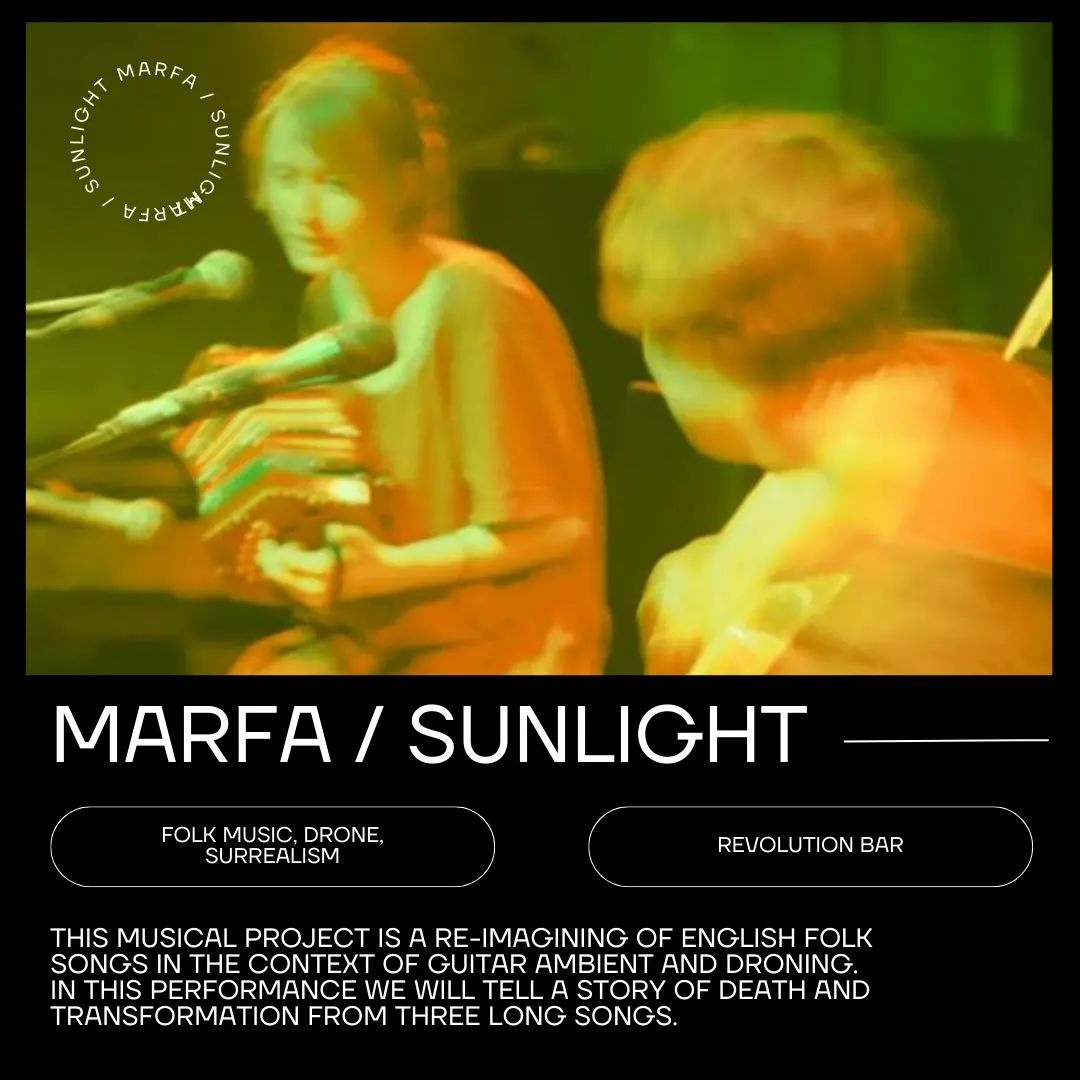 SUNLIGHT MARFA / SUNLIGHT MARFA /
MARFA / SUNLIGHT
FOLK MUSIC, DRONE,
SURREALISM
REVOLUTION BAR
THIS MUSICAL PROJECT IS A RE-IMAGINING OF ENGLISH FOLK
SONGS IN THE CONTEXT OF GUITAR AMBIENT AND DRONING.
IN THIS PERFORMANCE WE WILL TELL A STORY OF DEATH AND
TRANSFORMATION FROM THREE LONG SONGS.